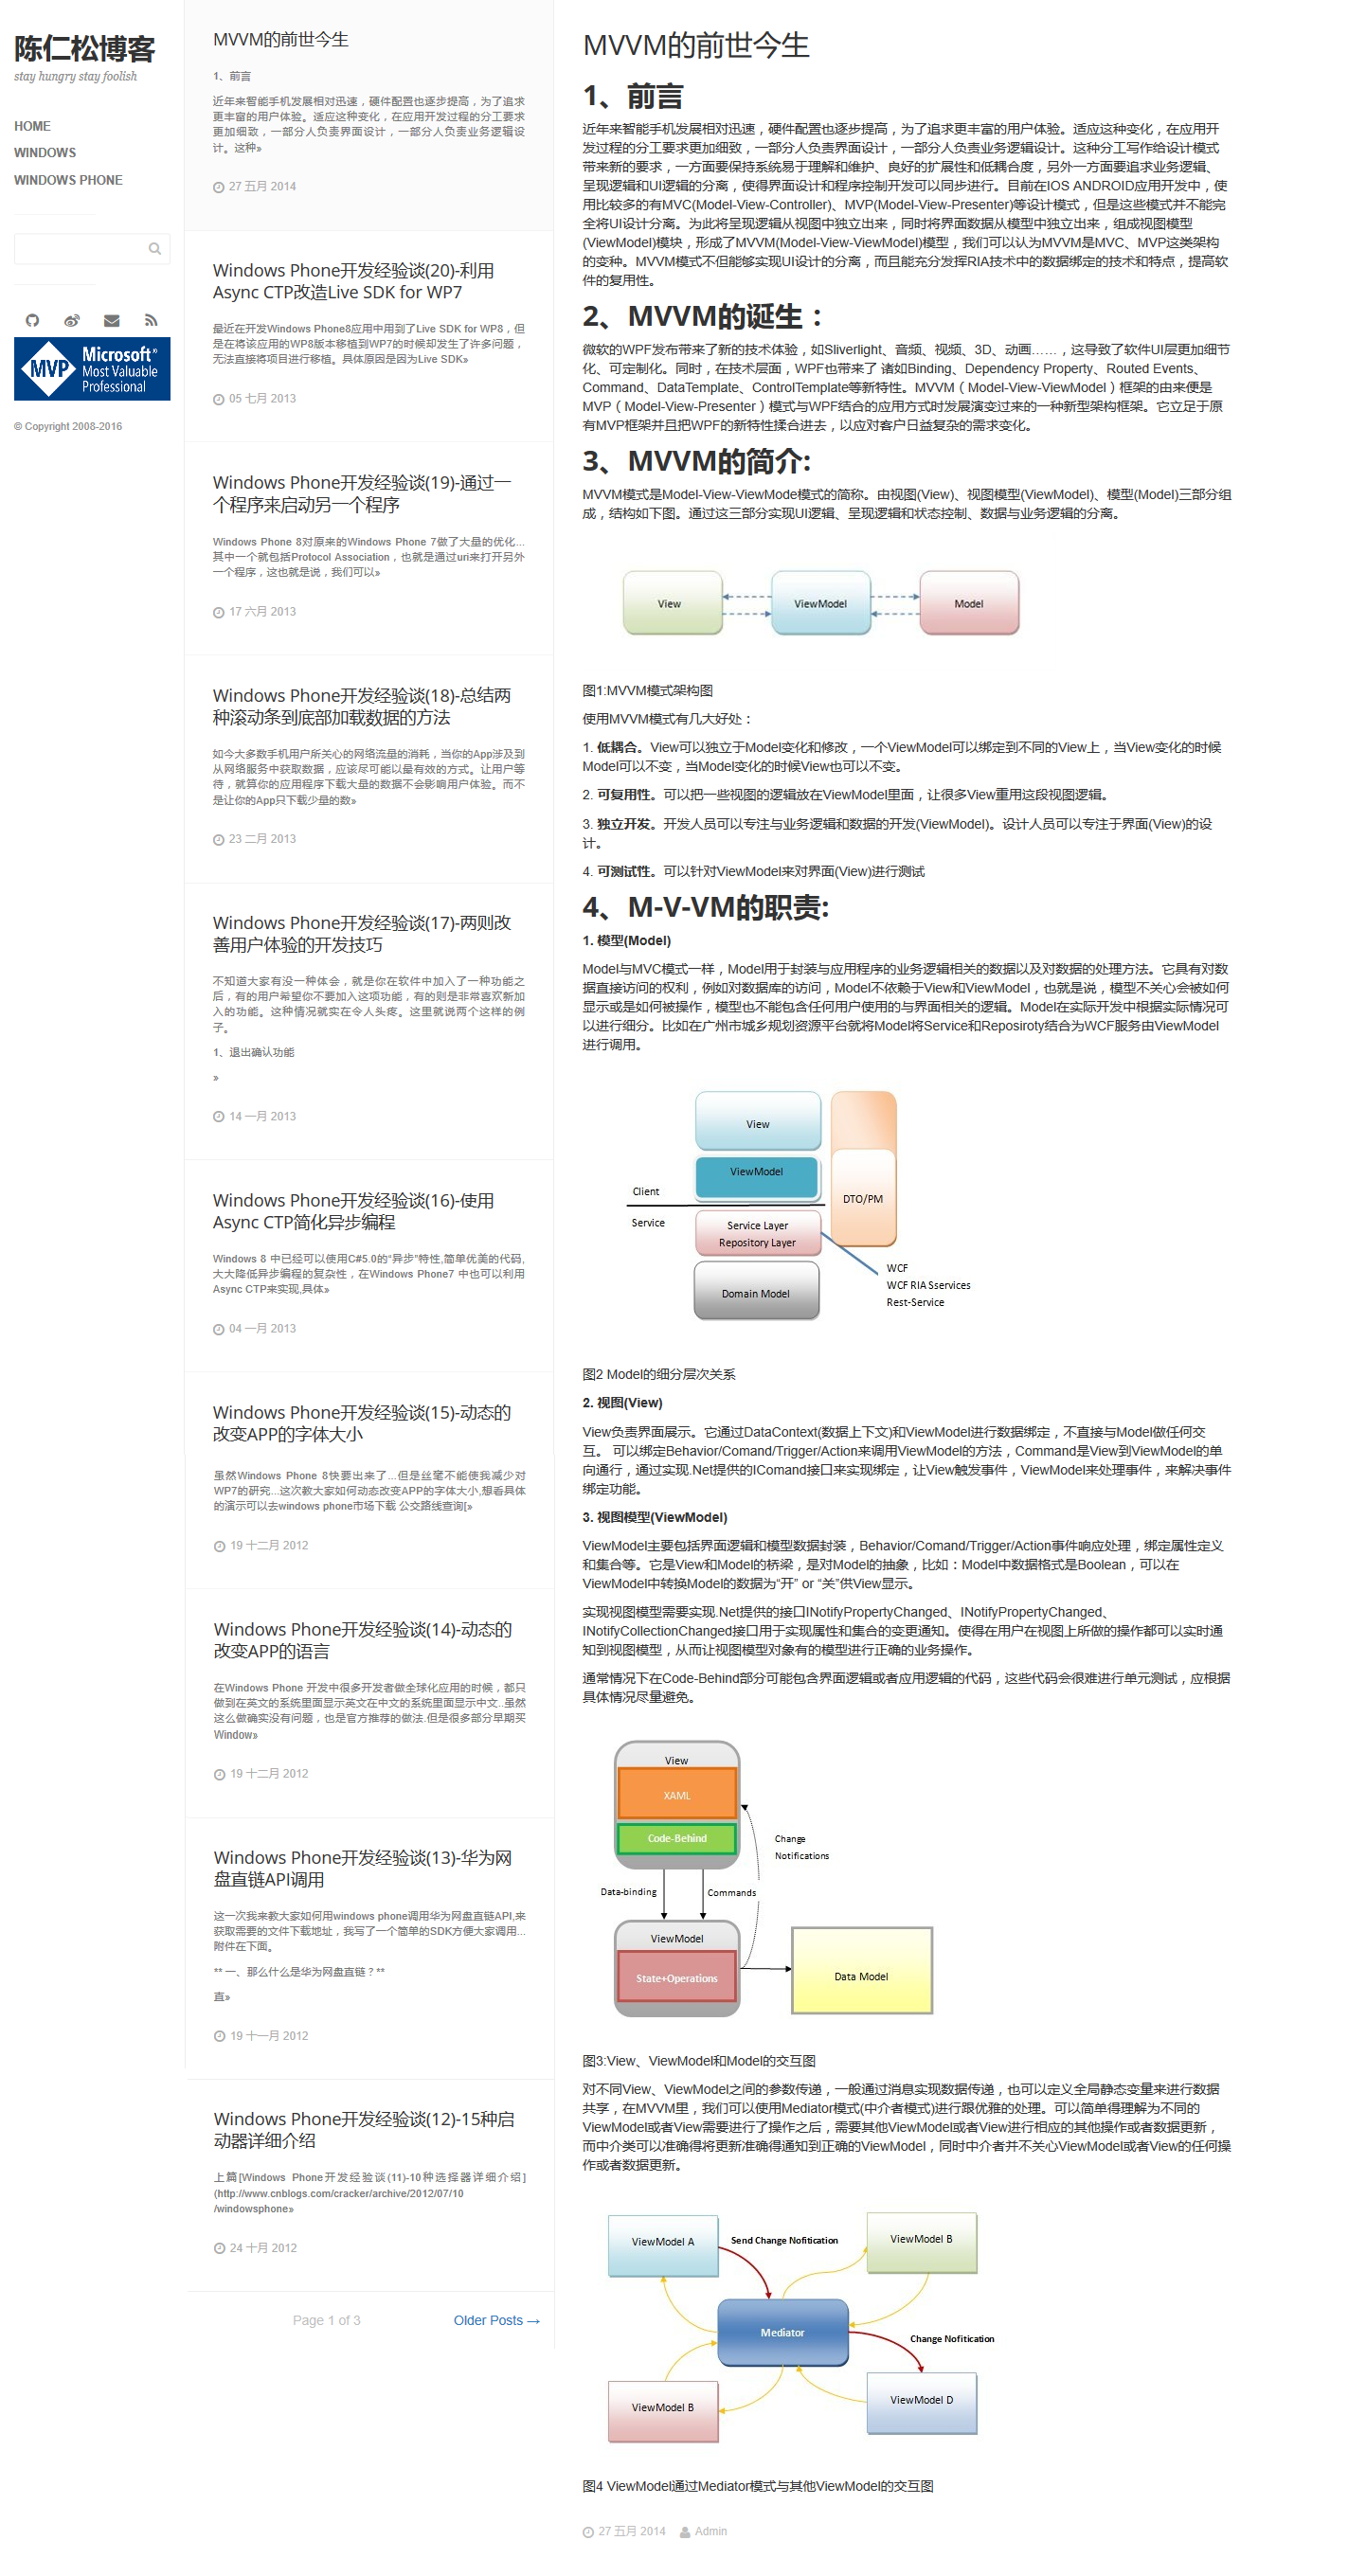 陈仁松博客
stay hungry stay foolish
HOME
WINDOWS
WINDOWS PHONE
MVP
Microsoft®
Most Valuable
Professional
© Copyright 2008-2016
MVVM的前世今生
1、前言
近年来智能手机发展相对迅速，硬件配置也逐步提高，为了追求
更丰富的用户体验。适应这种变化，在应用开发过程的分工要求
更加细致，一部分人负责界面设计，一部分人负责业务逻辑设
计。这种»
27 五月 2014
Windows Phone开发经验谈(20)-利用
Async CTP改造Live SDK for WP7
最近在开发Windows Phone8应用中用到了Live SDK for WP8，但
是在将该应用的WP8版本移植到WP7的时候却发生了许多问题，
无法直接将项目进行移植。具体原因是因为Live SDK»
05 七月 2013
Windows Phone开发经验谈(19)-通过一
个程序来启动另一个程序
Windows Phone 8对原来的Windows Phone 7做了大量的优化...
其中一个就包括Protocol Association，也就是通过uri来打开另外
一个程序，这也就是说，我们可以»
17 六月 2013
Windows Phone开发经验谈(18)-总结两
种滚动条到底部加载数据的方法
如今大多数手机用户所关心的网络流量的消耗，当你的App涉及到
从网络服务中获取数据，应该尽可能以最有效的方式。让用户等
待，就算你的应用程序下载大量的数据不会影响用户体验。而不
是让你的App只下载少量的数»
23 二月 2013
Windows Phone开发经验谈(17)-两则改
善用户体验的开发技巧
不知道大家有没一种体会，就是你在软件中加入了一种功能之
后，有的用户希望你不要加入这项功能，有的则是非常喜欢新加
入的功能。这种情况就实在令人头疼。这里就说两个这样的例
子。
1、退出确认功能
»
14 一月 2013
Windows Phone开发经验谈(16)-使用
Async CTP简化异步编程
Windows 8 中已经可以使用C#5.0的“异步”特性,简单优美的代码,
大大降低异步编程的复杂性，在Windows Phone7 中也可以利用
Async CTP来实现,具体»
04 一月 2013
Windows Phone开发经验谈(15)-动态的
改变APP的字体大小
虽然Windows Phone 8快要出来了...但是丝毫不能使我减少对
WP7的研究...这次教大家如何动态改变APP的字体大小,想看具体
的演示可以去windows phone市场下载 公交路线查询[»
19 十二月 2012
Windows Phone开发经验谈(14)-动态的
改变APP的语言
在Windows Phone 开发中很多开发者做全球化应用的时候，都只
做到在英文的系统里面显示英文在中文的系统里面显示中文..虽然
这么做确实没有问题，也是官方推荐的做法.但是很多部分早期买
Window»
19 十二月 2012
Windows Phone开发经验谈(13)-华为网
盘直链API调用
这一次我来教大家如何用windows phone调用华为网盘直链API,来
获取需要的文件下载地址，我写了一个简单的SDK方便大家调用...
附件在下面。
** 一、那么什么是华为网盘直链？**
直»
19 十一月 2012
Windows Phone开发经验谈(12)-15种启
动器详细介绍
上篇[Windows Phone开发经验谈(11)-10种选择器详细介绍]
(http://www.cnblogs.com/cracker/archive/2012/07/10
/windowsphone»
24 十月 2012
Page 1 of 3
Older Posts →
MVVM的前世今生
1、前言
近年来智能手机发展相对迅速，硬件配置也逐步提高，为了追求更丰富的用户体验。适应这种变化，在应用开
发过程的分工要求更加细致，一部分人负责界面设计，一部分人负责业务逻辑设计。这种分工写作给设计模式
带来新的要求，一方面要保持系统易于理解和维护、良好的扩展性和低耦合度，另外一方面要追求业务逻辑、
呈现逻辑和UI逻辑的分离，使得界面设计和程序控制开发可以同步进行。目前在IOS ANDROID应用开发中，使
用比较多的有MVC(Model-View-Controller)、MVP(Model-View-Presenter)等设计模式，但是这些模式并不能完
全将UI设计分离。为此将呈现逻辑从视图中独立出来，同时将界面数据从模型中独立出来，组成视图模型
(ViewModel)模块，形成了MVVM(Model-View-ViewModel)模型，我们可以认为MVVM是MVC、MVP这类架构
的变种。MVVM模式不但能够实现UI设计的分离，而且能充分发挥RIA技术中的数据绑定的技术和特点，提高软
件的复用性。
2、MVVM的诞生：
微软的WPF发布带来了新的技术体验，如Sliverlight、音频、视频、3D、动画……，这导致了软件UI层更加细节
化、可定制化。同时，在技术层面，WPF也带来了 诸如Binding、Dependency Property、Routed Events、
Command、DataTemplate、ControlTemplate等新特性。MVVM（Model-View-ViewModel）框架的由来便是
MVP（Model-View-Presenter）模式与WPF结合的应用方式时发展演变过来的一种新型架构框架。它立足于原
有MVP框架并且把WPF的新特性揉合进去，以应对客户日益复杂的需求变化。
3、MVVM的简介:
MVVM模式是Model-View-ViewMode模式的简称。由视图(View)、视图模型(ViewModel)、模型(Model)三部分组
成，结构如下图。通过这三部分实现UI逻辑、呈现逻辑和状态控制、数据与业务逻辑的分离。
View
ViewModel
Model
图1:MVVM模式架构图
使用MVVM模式有几大好处：
1. 低耦合。View可以独立于Model变化和修改，一个ViewModel可以绑定到不同的View上，当View变化的时候
Model可以不变，当Model变化的时候View也可以不变。
2. 可复用性。可以把一些视图的逻辑放在ViewModel里面，让很多View重用这段视图逻辑。
3. 独立开发。开发人员可以专注与业务逻辑和数据的开发(ViewModel)。设计人员可以专注于界面(View)的设
计。
4. 可测试性。可以针对ViewModel来对界面(View)进行测试
4、M-V-VM的职责:
1. 模型(Model)
Model与MVC模式一样，Model用于封装与应用程序的业务逻辑相关的数据以及对数据的处理方法。它具有对数
据直接访问的权利，例如对数据库的访问，Model不依赖于View和ViewModel，也就是说，模型不关心会被如何
显示或是如何被操作，模型也不能包含任何用户使用的与界面相关的逻辑。Model在实际开发中根据实际情况可
以进行细分。比如在广州市城乡规划资源平台就将Model将Service和Reposiroty结合为WCF服务由ViewModel
进行调用。
View
ViewModel
Client
DTO/PM
Service
Service Layer
Repository Layer
WCF
WCF RIA Sservices
Rest-Service
Domain Model
图2 Model的细分层次关系
2. 视图(View)
View负责界面展示。它通过DataContext(数据上下文)和ViewModel进行数据绑定，不直接与Model做任何交
互。 可以绑定Behavior/Comand/Trigger/Action来调用ViewModel的方法，Command是View到ViewModel的单
向通行，通过实现.Net提供的IComand接口来实现绑定，让View触发事件，ViewModel来处理事件，来解决事件
绑定功能。
3. 视图模型(ViewModel)
ViewModel主要包括界面逻辑和模型数据封装，Behavior/Comand/Trigger/Action事件响应处理，绑定属性定义
和集合等。它是View和Model的桥梁，是对Model的抽象，比如：Model中数据格式是Boolean，可以在
ViewModel中转换Model的数据为“开” or “关”供View显示。
实现视图模型需要实现.Net提供的接口INotifyPropertyChanged、INotifyPropertyChanged、
INotifyCollectionChanged接口用于实现属性和集合的变更通知。使得在用户在视图上所做的操作都可以实时通
知到视图模型，从而让视图模型对象有的模型进行正确的业务操作。
通常情况下在Code-Behind部分可能包含界面逻辑或者应用逻辑的代码，这些代码会很难进行单元测试，应根据
具体情况尽量避免。
View
XAML
Code-Behind
Change
Notifications
Data-binding
Commands
ViewModel
State+Operations
Data Model
图3:View、ViewModel和Model的交互图
对不同View、ViewModel之间的参数传递，一般通过消息实现数据传递，也可以定义全局静态变量来进行数据
共享，在MVVM里，我们可以使用Mediator模式(中介者模式)进行跟优雅的处理。可以简单得理解为不同的
ViewModel或者View需要进行了操作之后，需要其他ViewModel或者View进行相应的其他操作或者数据更新，
而中介类可以准确得将更新准确得通知到正确的ViewModel，同时中介者并不关心ViewModel或者View的任何操
作或者数据更新。
ViewModel A
Send Change Nofitication
ViewModel B
Mediator
Change Nofitication
ViewModel B
ViewModel D
图4 ViewModel通过Mediator模式与其他ViewModel的交互图
27 五月 2014
Admin